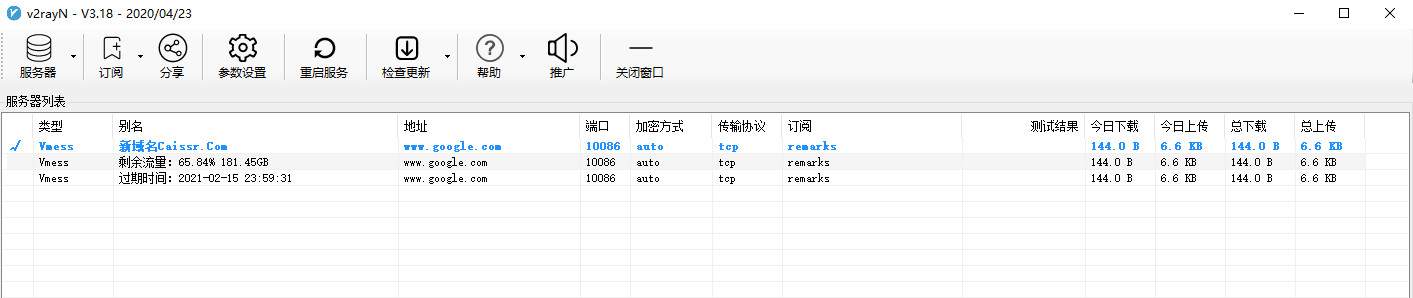 v2rayN - V3.18 - 2020/04/23
服务器 订阅 分享 参数设置 重启服务 检查更新 帮助 推广 关闭窗口
服务器列表
类型 别名 地址 端口 加密方式 传输协议 订阅 测试结果 今日下载 今日上传 总下载 总上传
Vmess 新域名Caissr.Com www.google.com 10086 auto tcp remarks 144.0 B 6.6 KB 144.0 B 6.6 KB
Vmess 剩余流量：65.84% 181.45GB www.google.com 10086 auto tcp remarks 144.0 B 6.6 KB 144.0 B 6.6 KB
Vmess 过期时间：2021-02-15 23:59:31 www.google.com 10086 auto tcp remarks 144.0 B 6.6 KB 144.0 B 6.6 KB